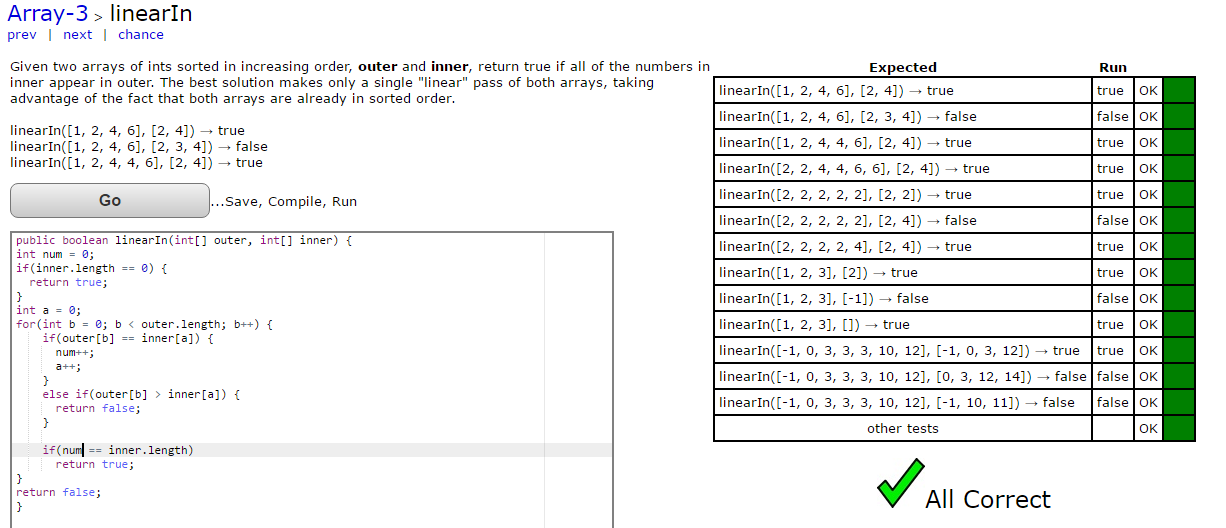 Array-3 > linearIn
prev | next | chance
Given two arrays of ints sorted in increasing order, outer and inner, return true if all of the numbers in
inner appear in outer. The best solution makes only a single "linear" pass of both arrays, taking
advantage of the fact that both arrays are already in sorted order.
linearIn([1, 2, 4, 6], [2, 4]) → true
linearIn([1, 2, 4, 6], [2, 3, 4]) → false
linearIn([1, 2, 4, 4, 6], [2, 4]) → true
Go ...Save, Compile, Run
public boolean linearIn(int[] outer, int[] inner) {
int num = 0;
if(inner.length == 0) {
return true;
}
int a = 0;
for(int b = 0; b < outer.length; b++) {
if(outer[b] == inner[a]) {
num++;
a++;
}
else if(outer[b] > inner[a]) {
return false;
}
if(num == inner.length)
return true;
}
return false;
}
Expected Run
linearIn([1, 2, 4, 6], [2, 4]) → true true OK
linearIn([1, 2, 4, 6], [2, 3, 4]) → false false OK
linearIn([1, 2, 4, 4, 6], [2, 4]) → true true OK
linearIn([2, 2, 4, 4, 6, 6], [2, 4]) → true true OK
linearIn([2, 2, 2, 2, 2], [2, 2]) → true true OK
linearIn([2, 2, 2, 2, 2], [2, 4]) → false false OK
linearIn([2, 2, 2, 2, 4], [2, 4]) → true true OK
linearIn([1, 2, 3], [2]) → true true OK
linearIn([1, 2, 3], [-1]) → false false OK
linearIn([1, 2, 3], []) → true true OK
linearIn([-1, 0, 3, 3, 3, 10, 12], [-1, 0, 3, 12]) → true true OK
linearIn([-1, 0, 3, 3, 3, 10, 12], [0, 3, 12, 14]) → false false OK
linearIn([-1, 0, 3, 3, 3, 10, 12], [-1, 10, 11]) → false false OK
other tests OK
All Correct